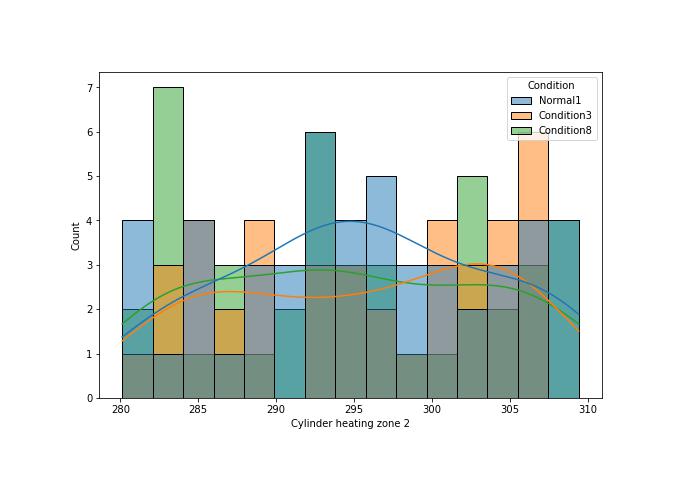 Condition
Normal1
Condition3
Condition8
7
6
5
4
3
2
1
0
Count
280 285 290 295 300 305 310
Cylinder heating zone 2